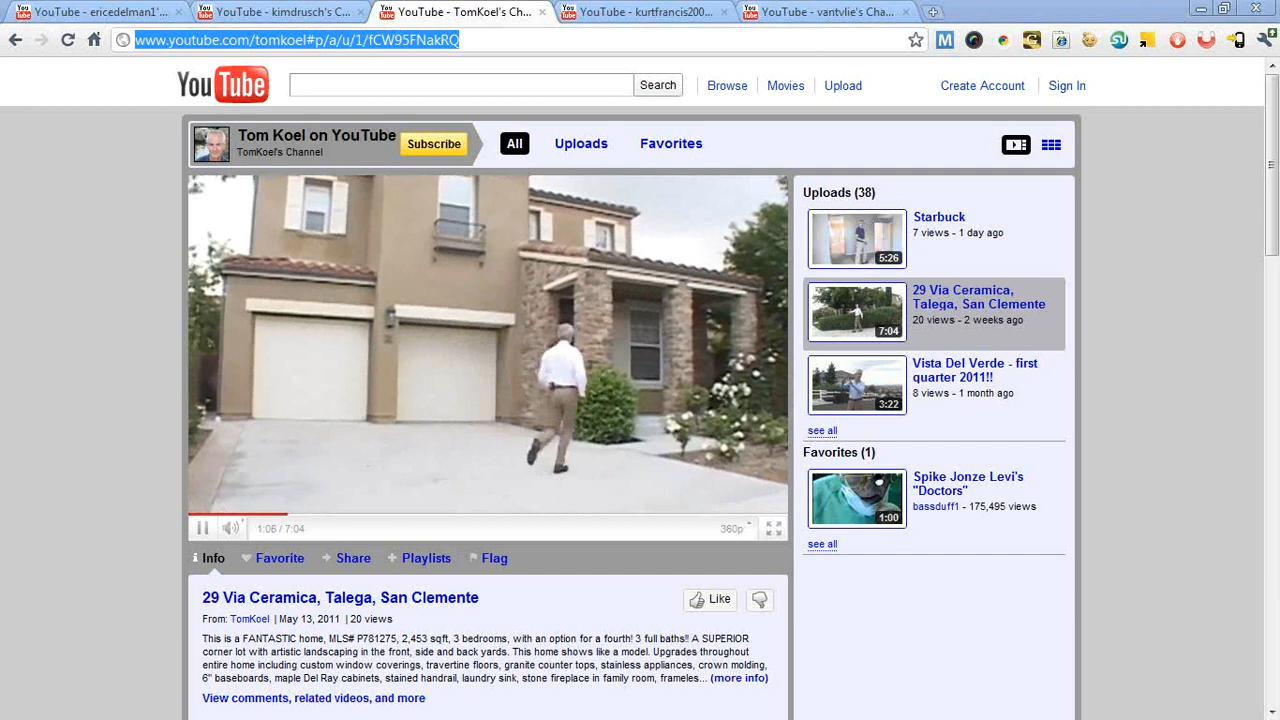 YouTube - ericedelman1'...
YouTube - kimdrusch's C...
YouTube - TomKoel's Ch...
YouTube - kurtfrancis200...
YouTube - vantvlie's Cha...
www.youtube.com/tomkoel#p/a/u/1/fCW95FNakRQ
YouTube
Search
Browse
Movies
Upload
Create Account
Sign In
Tom Koel on YouTube
TomKoel's Channel
Subscribe
All
Uploads
Favorites
Uploads (38)
5:26
Starbuck
7 views - 1 day ago
7:04
29 Via Ceramica,
Talega, San Clemente
20 views - 2 weeks ago
3:22
Vista Del Verde - first
quarter 2011!!
8 views - 1 month ago
see all
Favorites (1)
1:00
Spike Jonze Levi's
"Doctors"
bassduff1 - 175,495 views
see all
1:06 / 7:04
360p
Info
Favorite
Share
Playlists
Flag
29 Via Ceramica, Talega, San Clemente
Like
From: TomKoel | May 13, 2011 | 20 views
This is a FANTASTIC home, MLS# P781275, 2,453 sqft, 3 bedrooms, with an option for a fourth! 3 full baths!! A SUPERIOR
corner lot with artistic landscaping in the front, side and back yards. This home shows like a model. Upgrades throughout
entire home including custom window coverings, travertine floors, granite counter tops, stainless appliances, crown molding,
6" baseboards, maple Del Ray cabinets, stained handrail, laundry sink, stone fireplace in family room, frameles... (more info)
View comments, related videos, and more